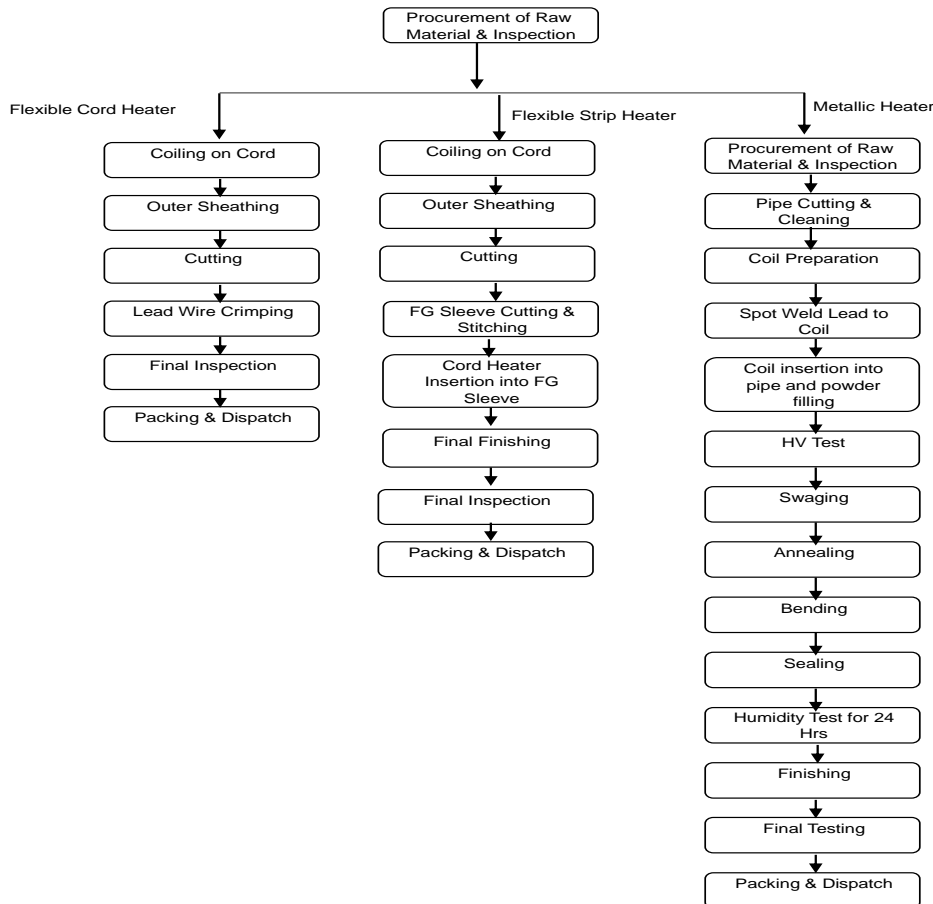 Procurement of Raw
Material & Inspection
Flexible Cord Heater
Flexible Strip Heater
Metallic Heater
Coiling on Cord
Outer Sheathing
Cutting
Lead Wire Crimping
Final Inspection
Packing & Dispatch
Coiling on Cord
Outer Sheathing
Cutting
FG Sleeve Cutting &
Stitching
Cord Heater
Insertion into FG
Sleeve
Final Finishing
Final Inspection
Packing & Dispatch
Procurement of Raw
Material & Inspection
Pipe Cutting &
Cleaning
Coil Preparation
Spot Weld Lead to
Coil
Coil insertion into
pipe and powder
filling
HV Test
Swaging
Annealing
Bending
Sealing
Humidity Test for 24
Hrs
Finishing
Final Testing
Packing & Dispatch